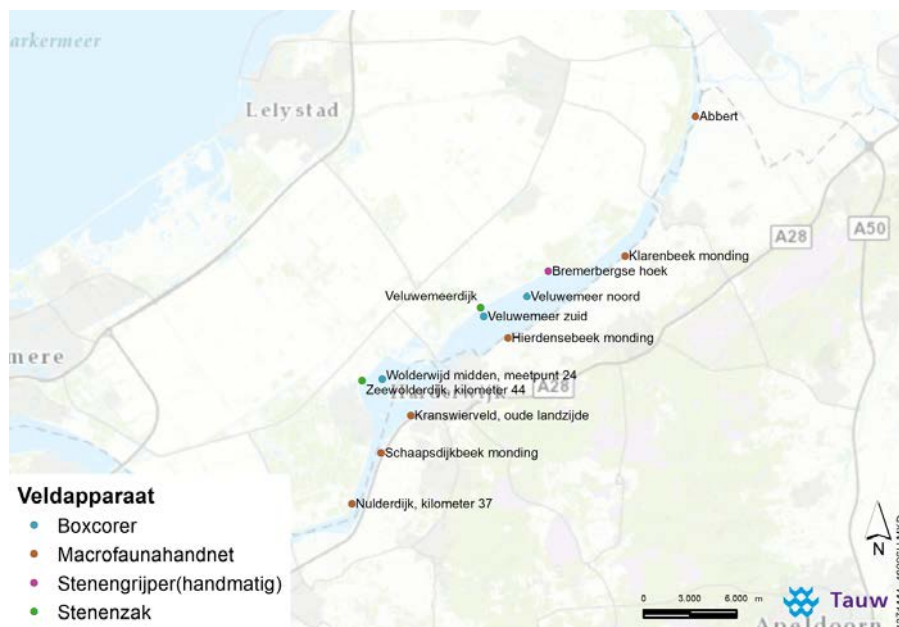 arkermeer
Lelystad
Abbert
A28
A50
Klarenbeek monding
Bremerbergse hoek
Veluwemeerdijk
Veluwemeer noord
Veluwemeer zuid
Hierdensebeek monding
mere
Wolderwijd midden, meetpunt 24
Zeewolderdijk, kilometer 44
A28
Kranswierveld, oude landzijde
Schaapsdijkbeek monding
Nulderdijk, kilometer 37
Veldapparaat
Boxcorer
Macrofaunahandnet
Stenengrijper(handmatig)
Stenenzak
N
0 3.000 6.000 m
Tauw
Apeldoorn